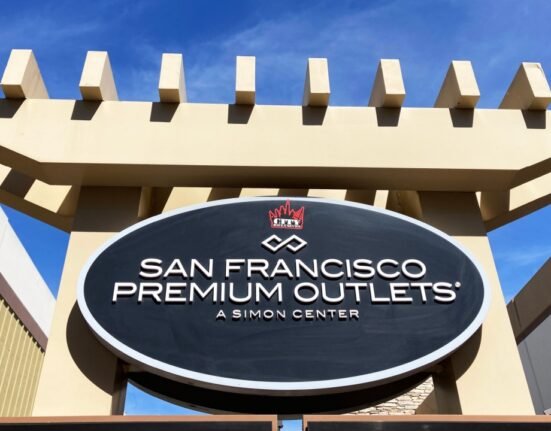 SAN FRANCISCO
PREMIUM OUTLETS®
A SIMON CENTER